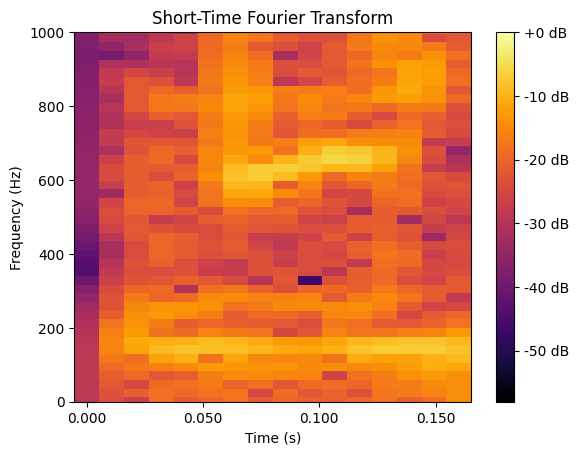 Short-Time Fourier Transform
1000
800
600
400
200
0
Frequency (Hz)
0.000
0.050
0.100
0.150
Time (s)
+0 dB
-10 dB
-20 dB
-30 dB
-40 dB
-50 dB